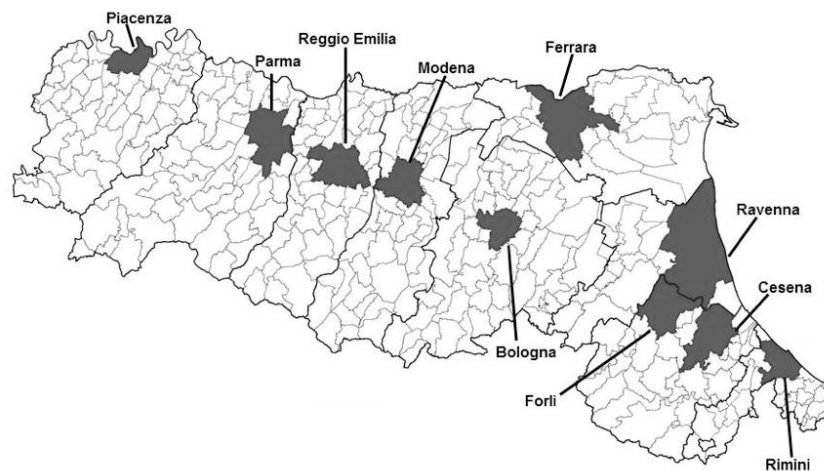 Piacenza
Parma
Reggio Emilia
Modena
Ferrara
Ravenna
Cesena
Bologna
Forlì
Rimini